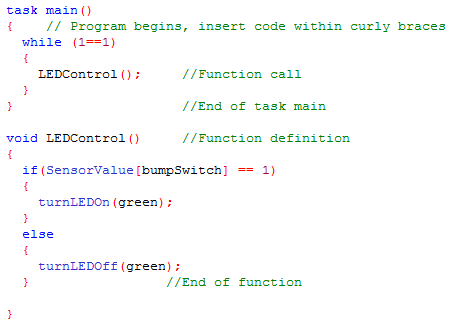 task main()
{    // Program begins, insert code within curly braces
  while (1==1)
  {
    LEDControl();     //Function call
  }
}                     //End of task main

void LEDControl()     //Function definition
{
  if(SensorValue[bumpSwitch] == 1)
  {
    turnLEDOn(green);
  }
  else
  {
    turnLEDOff(green);
  }                 //End of function

}